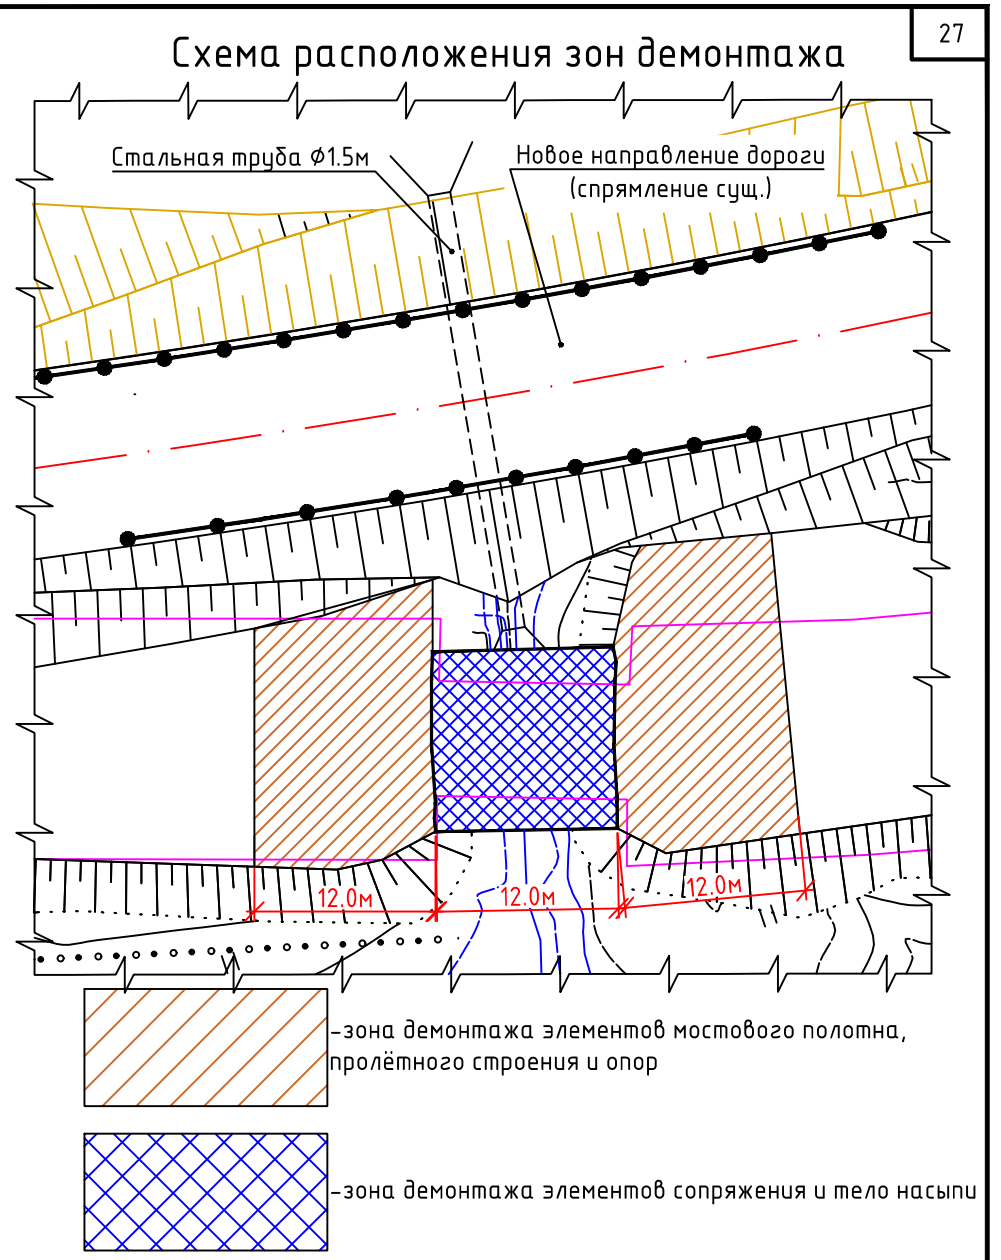 27
Схема расположения зон демонтажа
Стальная труба Ф1.5м
Новое направление дороги
(спрямление сущ.)
12.0м
12.0м
12.0м
-зона демонтажа элементов мостового полотна,
пролётного строения и опор
-зона демонтажа элементов сопряжения и тело насыпи